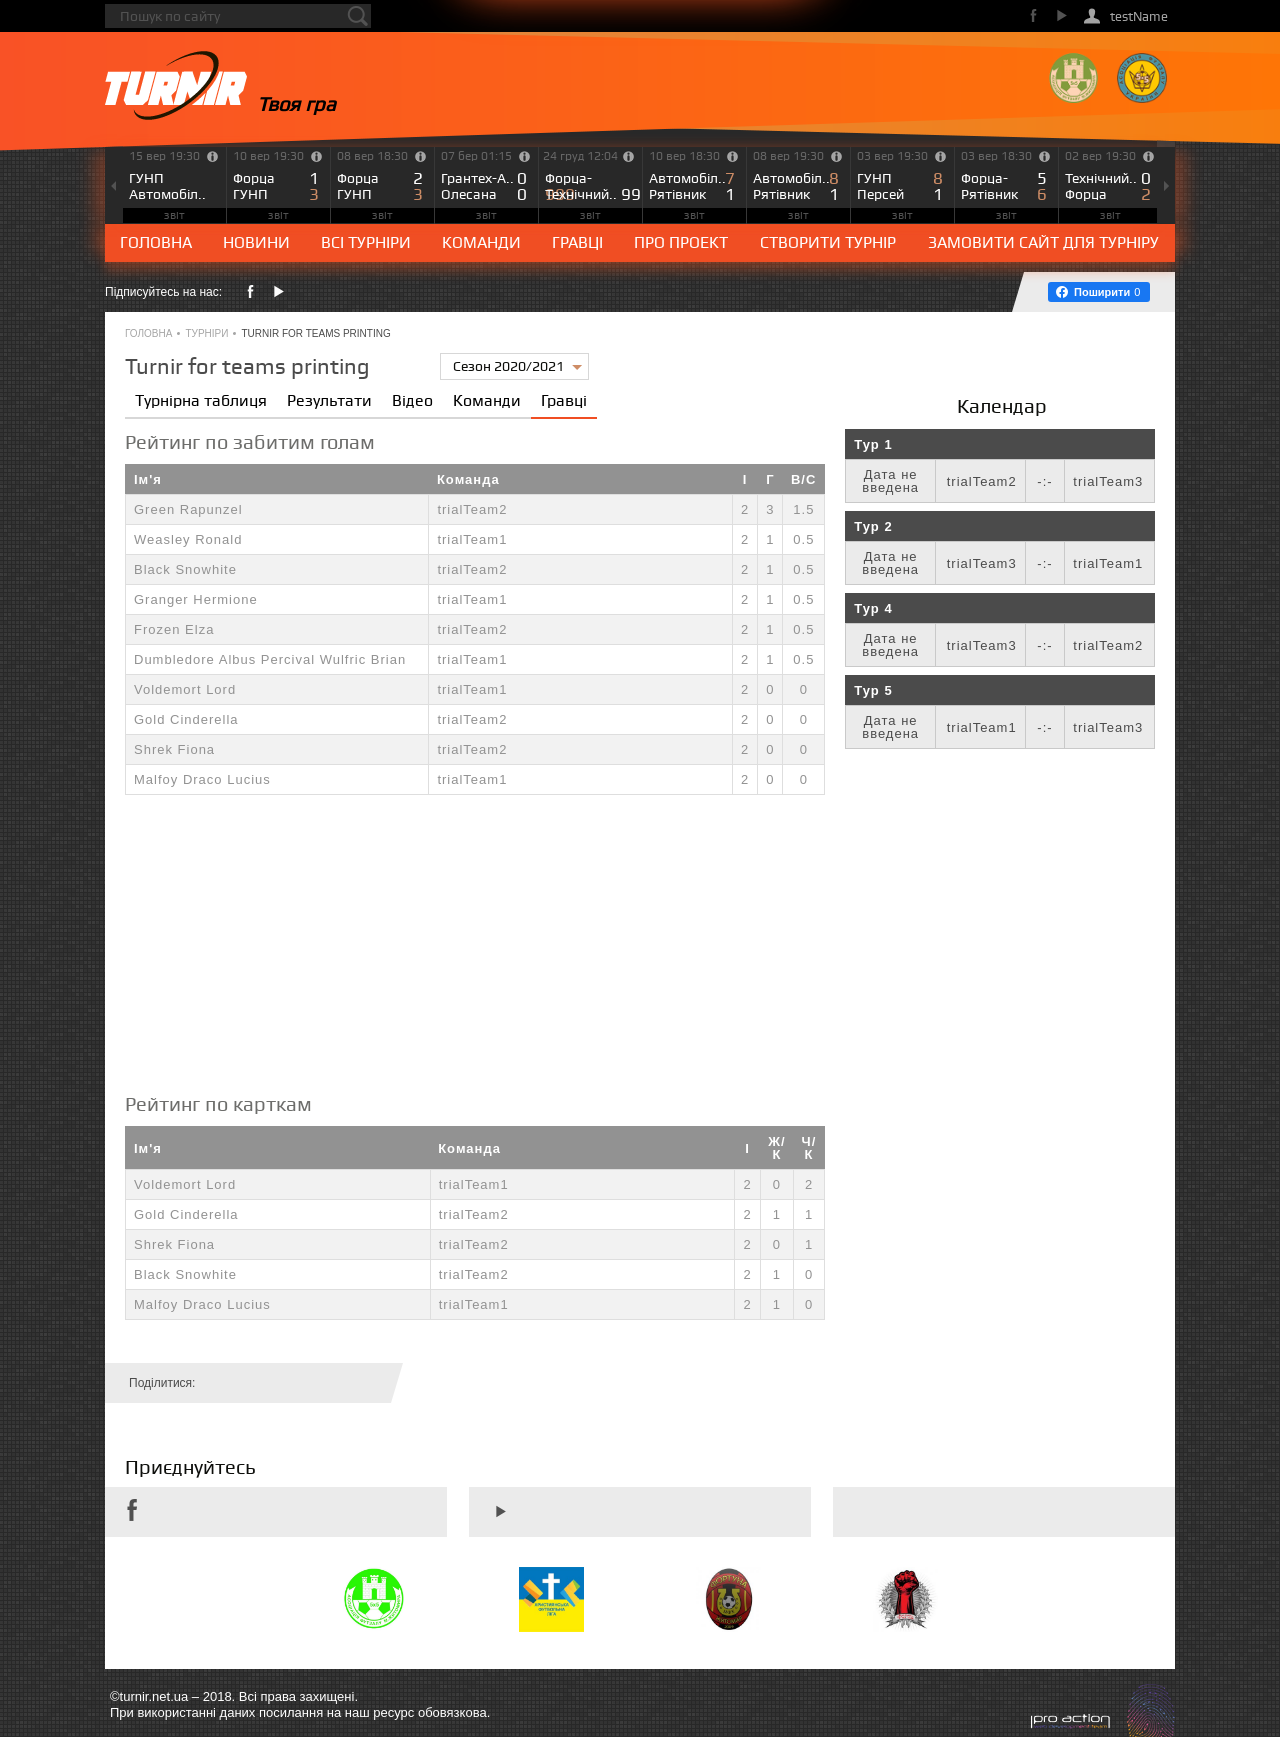 Пошук по сайту
testName
TURNIR
Твоя гра
15 вер 19:30
ГУНП
Автомобіл..
звіт
10 вер 19:30
Форца 1
ГУНП 3
звіт
08 вер 18:30
Форца 2
ГУНП 3
звіт
07 бер 01:15
Грантех-А.. 0
Олесана 0
звіт
24 груд 12:04
Форца-
Технічний.. 99
звіт
10 вер 18:30
Автомобіл.. 7
Рятівник 1
звіт
08 вер 19:30
Автомобіл.. 8
Рятівник 1
звіт
03 вер 19:30
ГУНП 8
Персей 1
звіт
03 вер 18:30
Форца- 5
Рятівник 6
звіт
02 вер 19:30
Технічний.. 0
Форца 2
звіт
ГОЛОВНА НОВИНИ ВСІ ТУРНІРИ КОМАНДИ ГРАВЦІ ПРО ПРОЕКТ СТВОРИТИ ТУРНІР ЗАМОВИТИ САЙТ ДЛЯ ТУРНІРУ
Підписуйтесь на нас:
Поширити 0
ГОЛОВНА • ТУРНІРИ • TURNIR FOR TEAMS PRINTING
Turnir for teams printing
Сезон 2020/2021
Турнірна таблиця Результати Відео Команди Гравці
Рейтинг по забитим голам
Ім'я Команда І Г В/С
Green Rapunzel trialTeam2 2 3 1.5
Weasley Ronald trialTeam1 2 1 0.5
Black Snowhite trialTeam2 2 1 0.5
Granger Hermione trialTeam1 2 1 0.5
Frozen Elza trialTeam2 2 1 0.5
Dumbledore Albus Percival Wulfric Brian trialTeam1 2 1 0.5
Voldemort Lord trialTeam1 2 0 0
Gold Cinderella trialTeam2 2 0 0
Shrek Fiona trialTeam2 2 0 0
Malfoy Draco Lucius trialTeam1 2 0 0
Календар
Тур 1
Дата не введена trialTeam2 -:- trialTeam3
Тур 2
Дата не введена trialTeam3 -:- trialTeam1
Тур 4
Дата не введена trialTeam3 -:- trialTeam2
Тур 5
Дата не введена trialTeam1 -:- trialTeam3
Рейтинг по карткам
Ім'я Команда І Ж/К Ч/К
Voldemort Lord trialTeam1 2 0 2
Gold Cinderella trialTeam2 2 1 1
Shrek Fiona trialTeam2 2 0 1
Black Snowhite trialTeam2 2 1 0
Malfoy Draco Lucius trialTeam1 2 1 0
Поділитися:
Приєднуйтесь
©turnir.net.ua – 2018. Всі права захищені.
При використанні даних посилання на наш ресурс обовязкова.
pro action